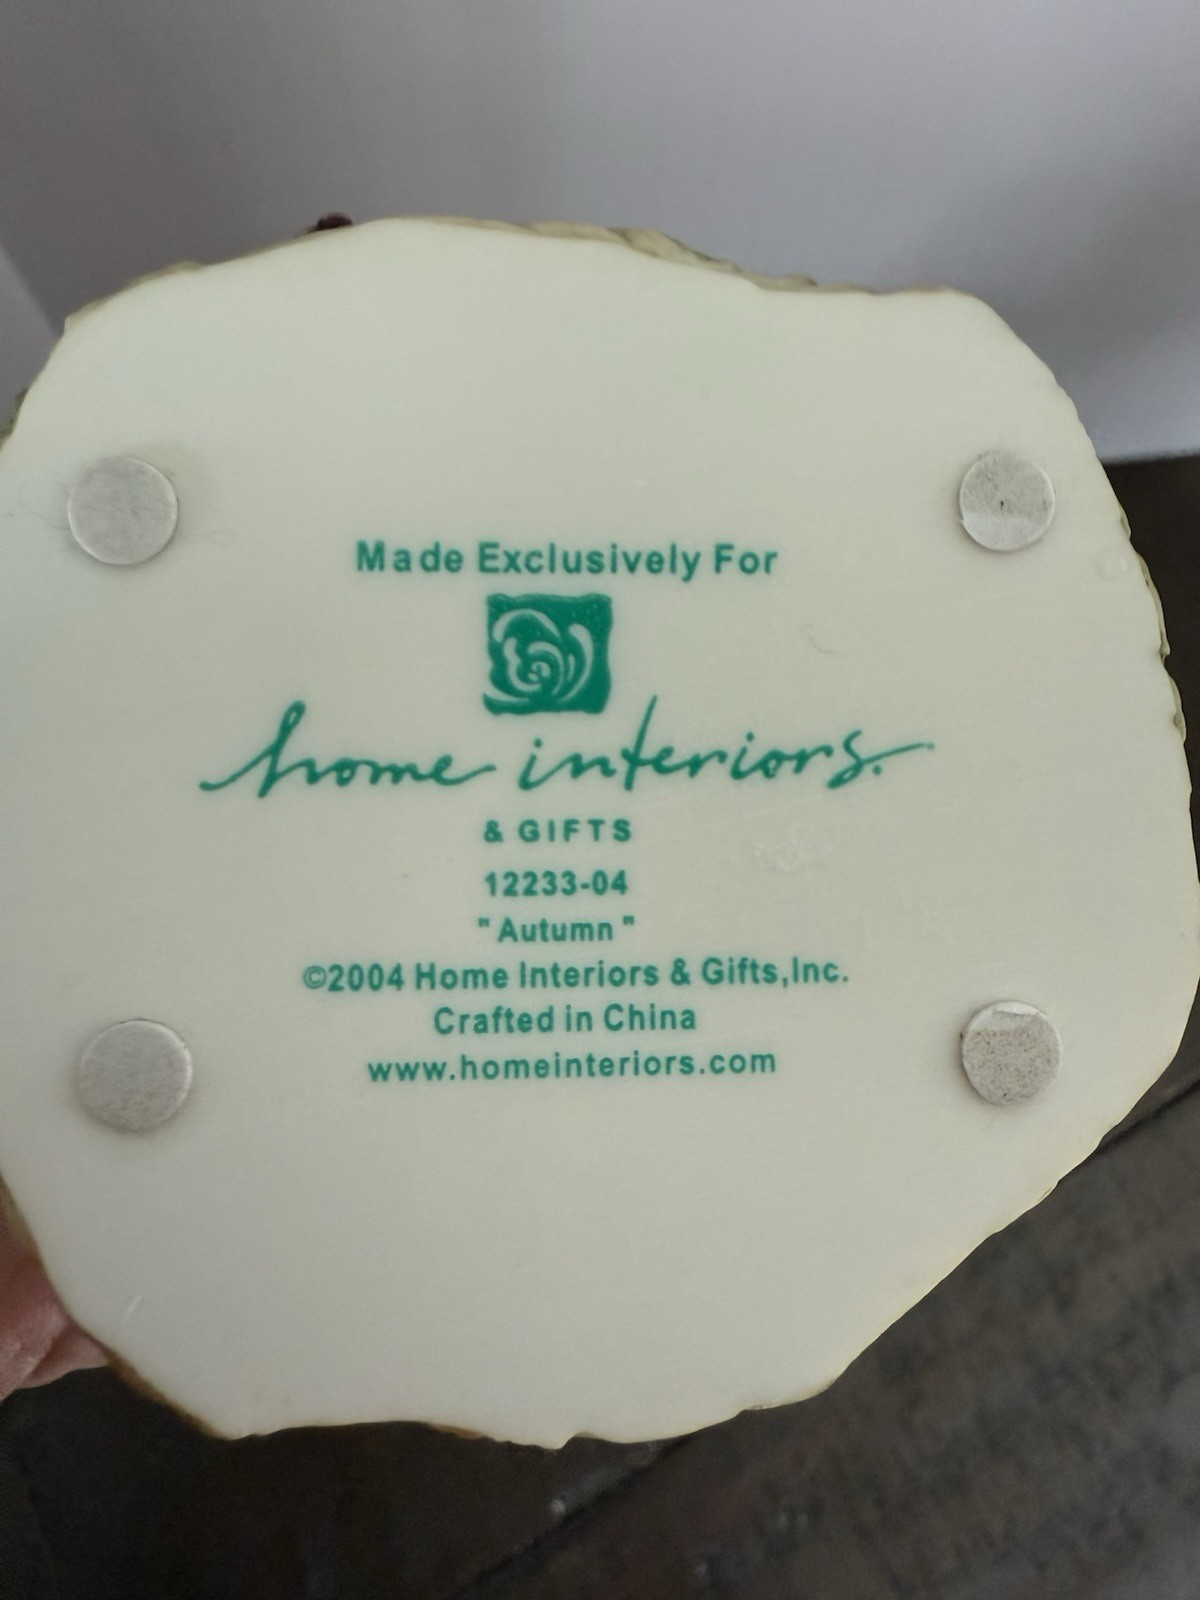 Made Exclusively For
home interiors.
& GIFTS
12233-04
" Autumn "
©2004 Home Interiors & Gifts,Inc.
Crafted in China
www.homeinteriors.com